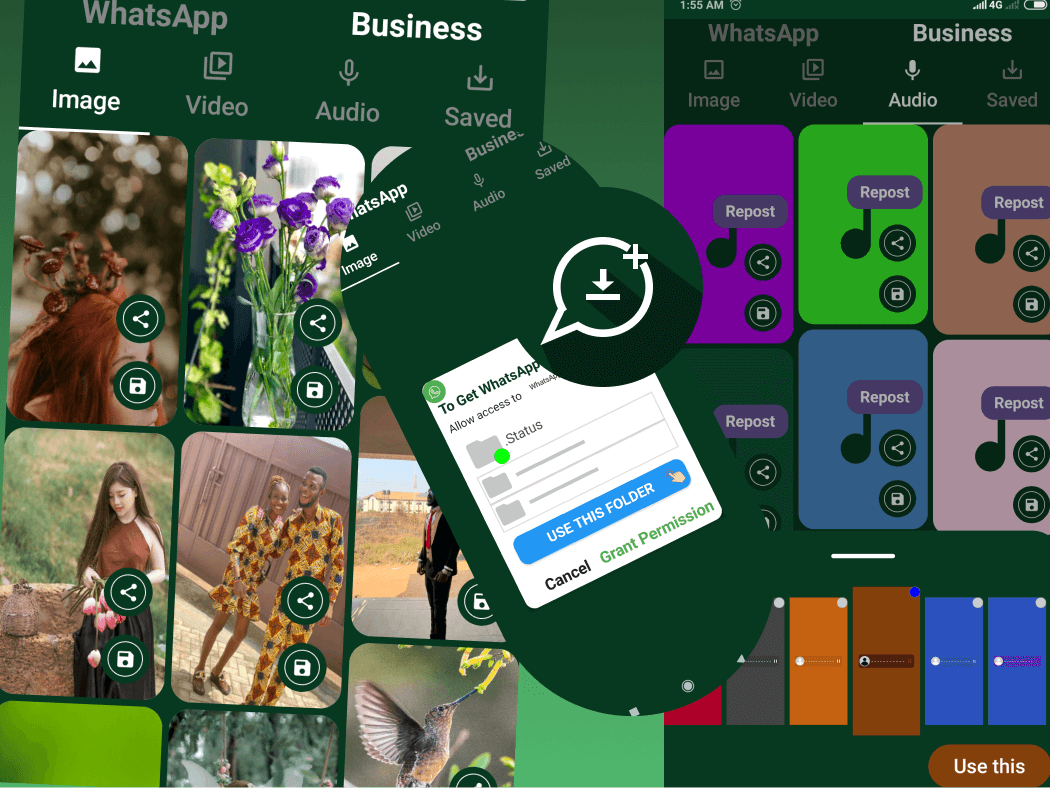 WhatsApp Business
Image Video Audio Saved
hatsApp Busines
Image Video Audio Saved
To Get WhatsApp
Allow access to WhatsApp
.Status
USE THIS FOLDER
Cancel Grant Permission
1:55 AM 4G
WhatsApp Business
Image Video Audio Saved
Repost Repost Repost
Repost Repost Repost
Use this